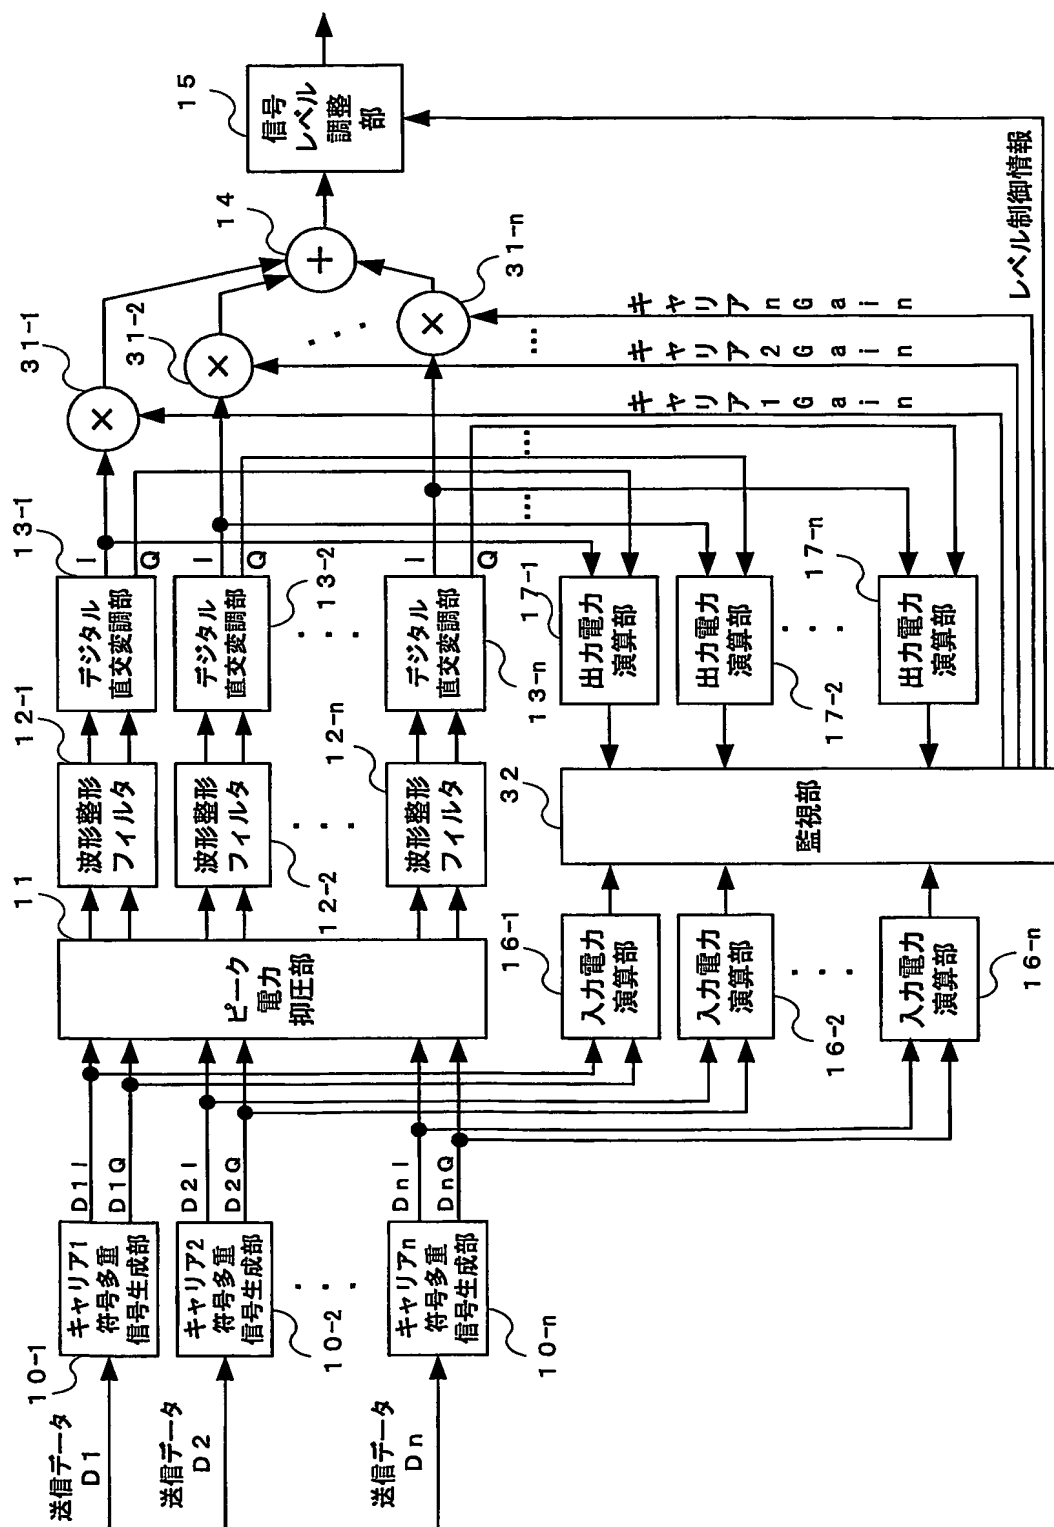 送信データ
D1
送信データ
D2
送信データ
Dn
10-1
キャリア1
符号多重
信号生成部
キャリア2
符号多重
信号生成部
10-2
キャリアn
符号多重
信号生成部
10-n
D1I
D1Q
D2I
D2Q
DnI
DnQ
11
ピーク
電力
抑圧部
12-1
波形整形
フィルタ
波形整形
フィルタ
12-2
12-n
波形整形
フィルタ
13-1
デジタル
直交変調部
デジタル
直交変調部
13-2
デジタル
直交変調部
13-n
I
Q
I
Q
I
Q
31-1
31-2
31-n
×
×
×
14
+
15
信号
レベル
調整
部
16-1
入力電力
演算部
入力電力
演算部
16-2
入力電力
演算部
16-n
32
監視部
17-1
出力電力
演算部
出力電力
演算部
17-2
17-n
出力電力
演算部
キャリア1Gain
キャリア2Gain
キャリアnGain
レベル制御情報